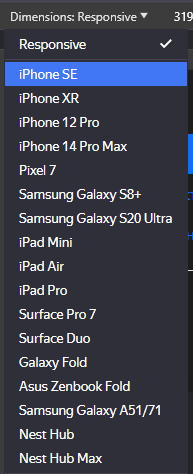 Dimensions: Responsive ▼ 319
Responsive ✓
iPhone SE
iPhone XR
iPhone 12 Pro
iPhone 14 Pro Max
Pixel 7
Samsung Galaxy S8+
Samsung Galaxy S20 Ultra
iPad Mini
iPad Air
iPad Pro
Surface Pro 7
Surface Duo
Galaxy Fold
Asus Zenbook Fold
Samsung Galaxy A51/71
Nest Hub
Nest Hub Max